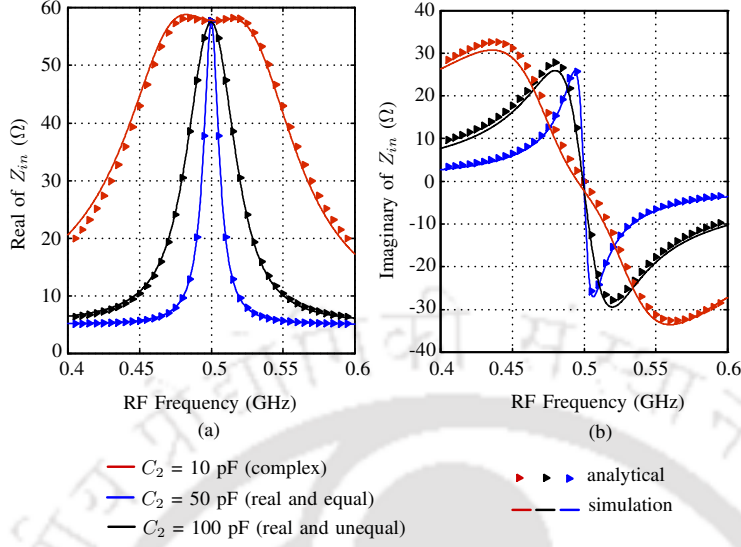 60
50
40
30
20
10
0
0.4 0.45 0.5 0.55 0.6
Real of Z_in (Ω)
RF Frequency (GHz)
(a)
40
30
20
10
0
-10
-20
-30
-40
0.4 0.45 0.5 0.55 0.6
Imaginary of Z_in (Ω)
RF Frequency (GHz)
(b)
C_2 = 10 pF (complex)
C_2 = 50 pF (real and equal)
C_2 = 100 pF (real and unequal)
analytical
simulation